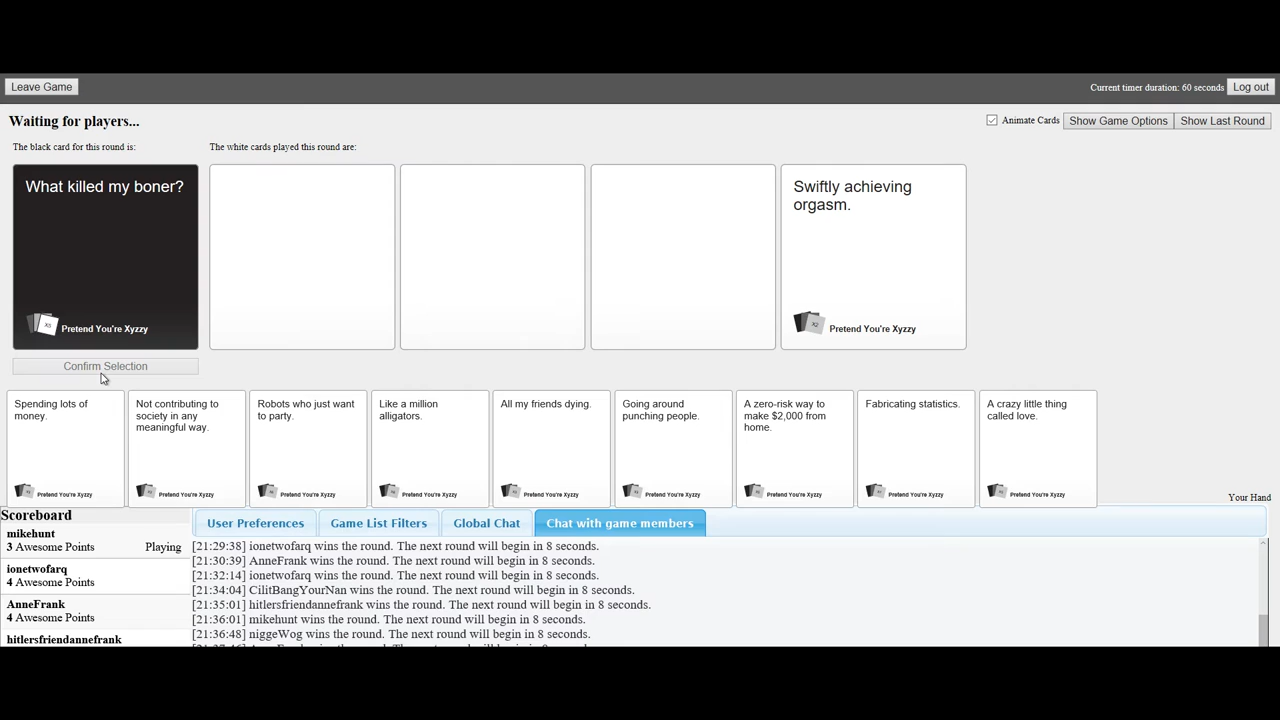 Leave Game
Current timer duration: 60 seconds
Log out
Waiting for players...
Animate Cards
Show Game Options
Show Last Round
The black card for this round is:
The white cards played this round are:
What killed my boner?
Pretend You're Xyzzy
Swiftly achieving
orgasm.
Pretend You're Xyzzy
Confirm Selection
Spending lots of
money.
Pretend You're Xyzzy
Not contributing to
society in any
meaningful way.
Pretend You're Xyzzy
Robots who just want
to party.
Pretend You're Xyzzy
Like a million
alligators.
Pretend You're Xyzzy
All my friends dying.
Pretend You're Xyzzy
Going around
punching people.
Pretend You're Xyzzy
A zero-risk way to
make $2,000 from
home.
Pretend You're Xyzzy
Fabricating statistics.
Pretend You're Xyzzy
A crazy little thing
called love.
Pretend You're Xyzzy
Your Hand
Scoreboard
mikehunt
3 Awesome Points Playing
ionetwofarq
4 Awesome Points
AnneFrank
4 Awesome Points
hitlersfriendannefrank
User Preferences
Game List Filters
Global Chat
Chat with game members
[21:29:38] ionetwofarq wins the round. The next round will begin in 8 seconds.
[21:30:39] AnneFrank wins the round. The next round will begin in 8 seconds.
[21:32:14] ionetwofarq wins the round. The next round will begin in 8 seconds.
[21:34:04] CilitBangYourNan wins the round. The next round will begin in 8 seconds.
[21:35:01] hitlersfriendannefrank wins the round. The next round will begin in 8 seconds.
[21:36:01] mikehunt wins the round. The next round will begin in 8 seconds.
[21:36:48] niggeWog wins the round. The next round will begin in 8 seconds.